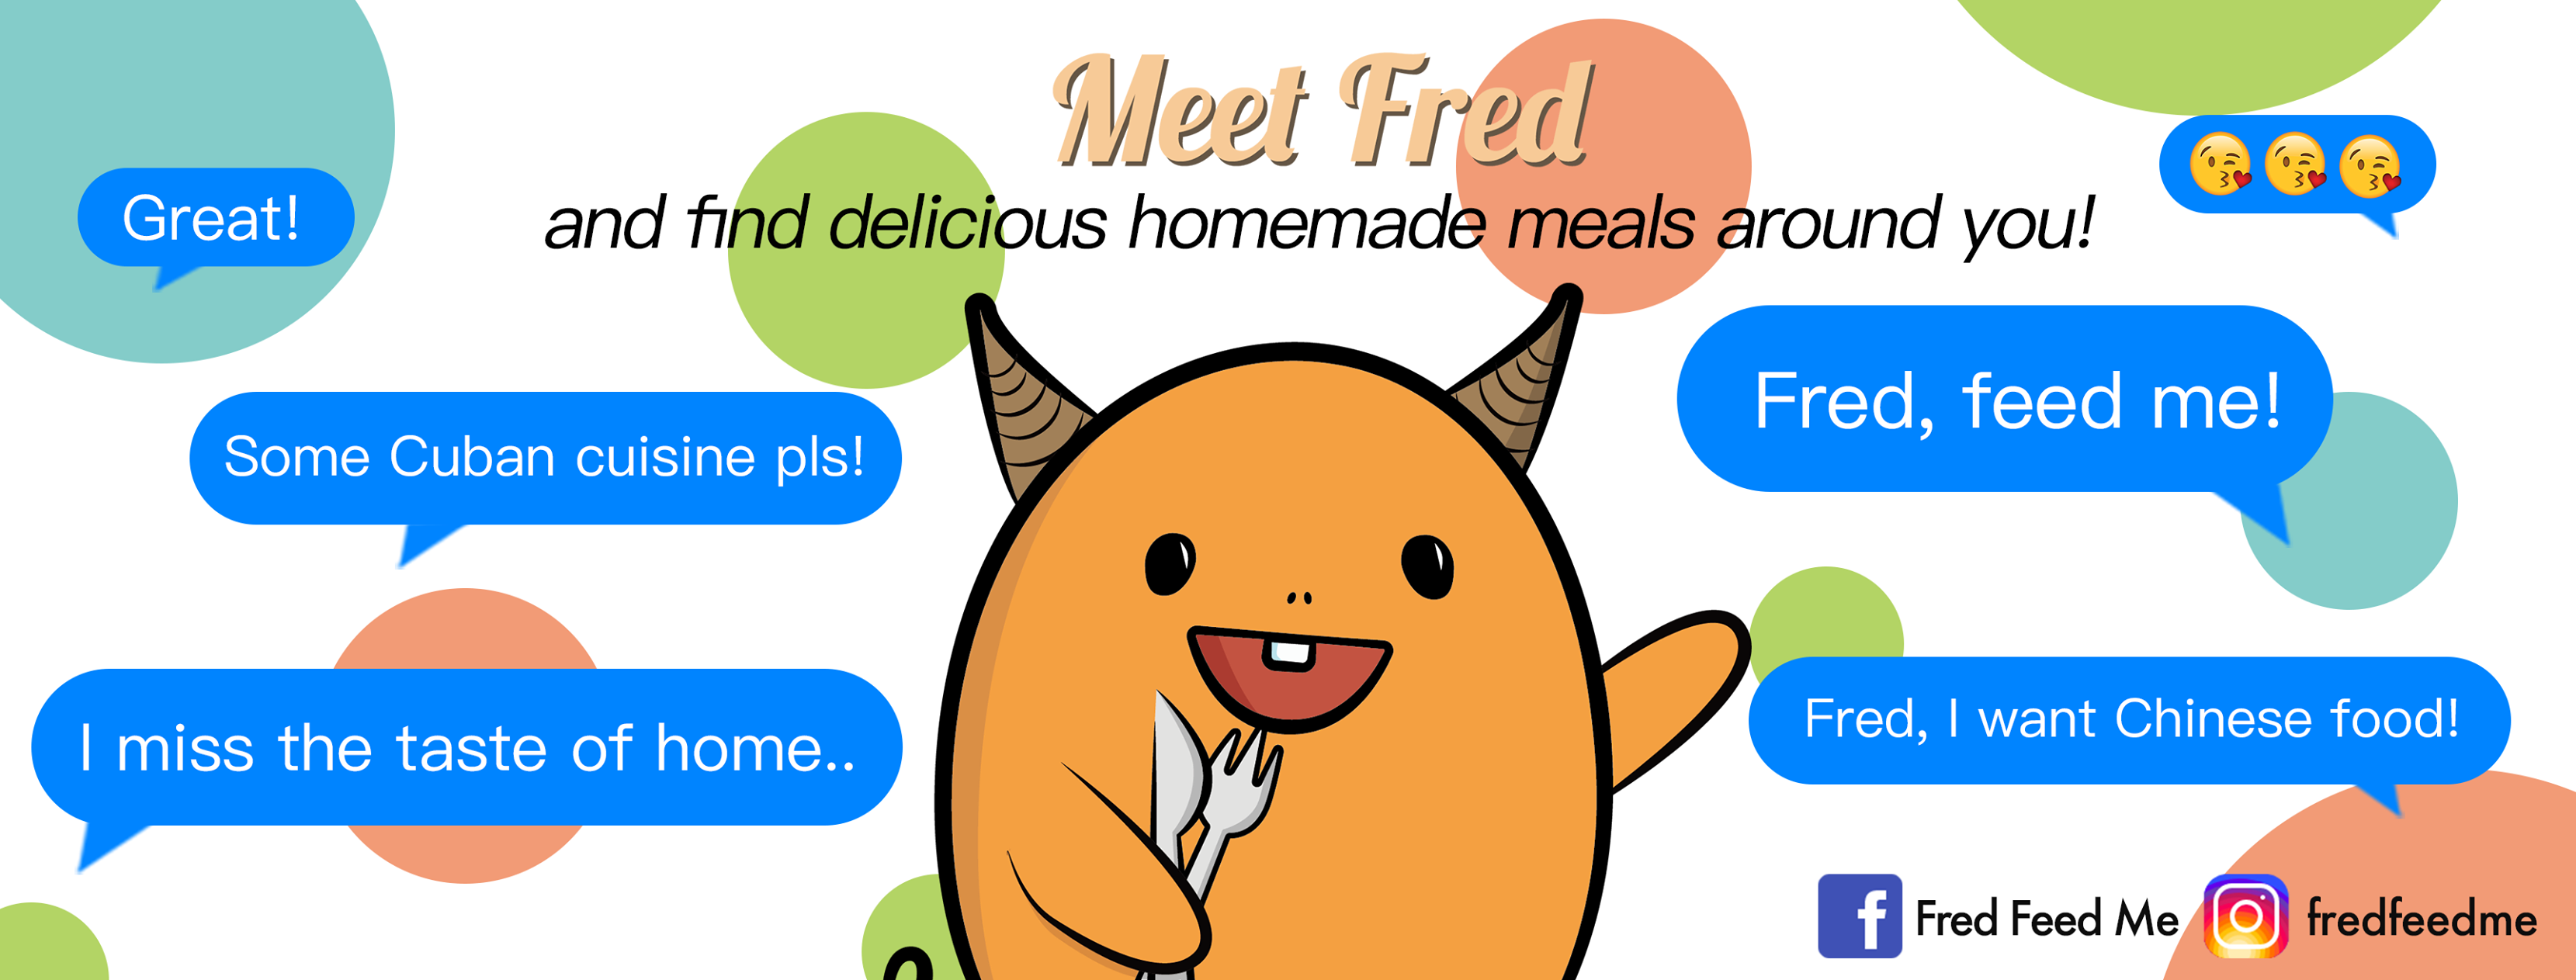 Meet Fred
and find delicious homemade meals around you!
Great!
😘😘😘
Some Cuban cuisine pls!
Fred, feed me!
I miss the taste of home..
Fred, I want Chinese food!
Fred Feed Me
fredfeedme